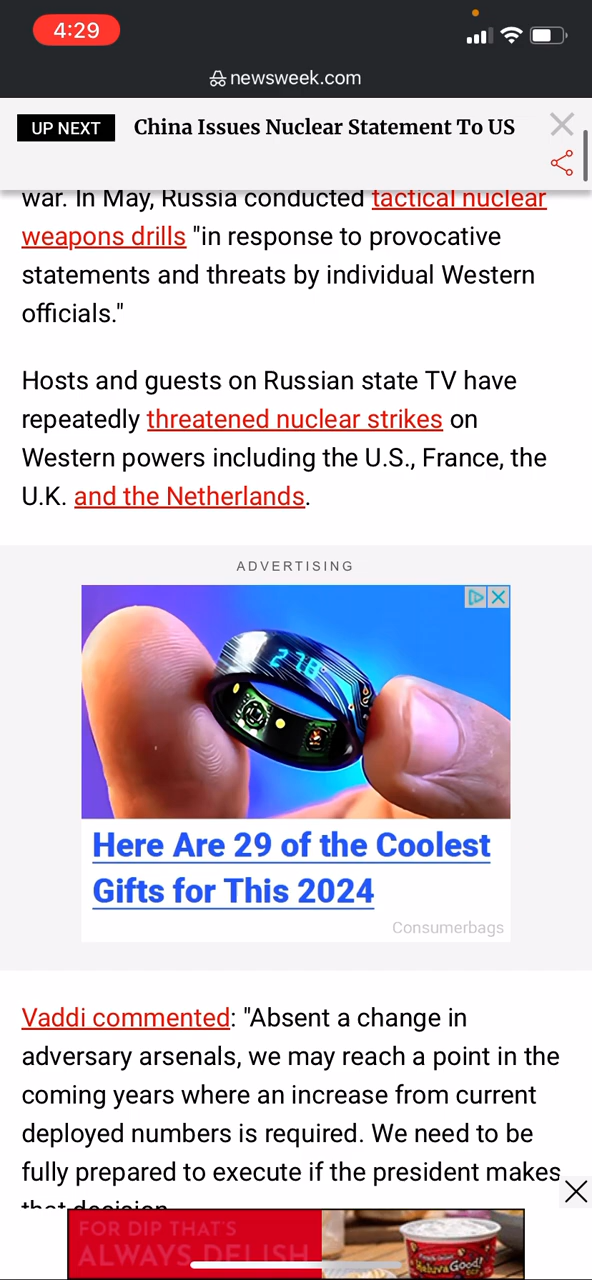 4:29
newsweek.com
UP NEXT China Issues Nuclear Statement To US
war. In May, Russia conducted tactical nuclear
weapons drills "in response to provocative
statements and threats by individual Western
officials."
Hosts and guests on Russian state TV have
repeatedly threatened nuclear strikes on
Western powers including the U.S., France, the
U.K. and the Netherlands.
ADVERTISING
Here Are 29 of the Coolest
Gifts for This 2024
Consumerbags
Vaddi commented: "Absent a change in
adversary arsenals, we may reach a point in the
coming years where an increase from current
deployed numbers is required. We need to be
fully prepared to execute if the president makes
that decision
FOR DIP THAT'S
ALWAYS DELISH
Good!